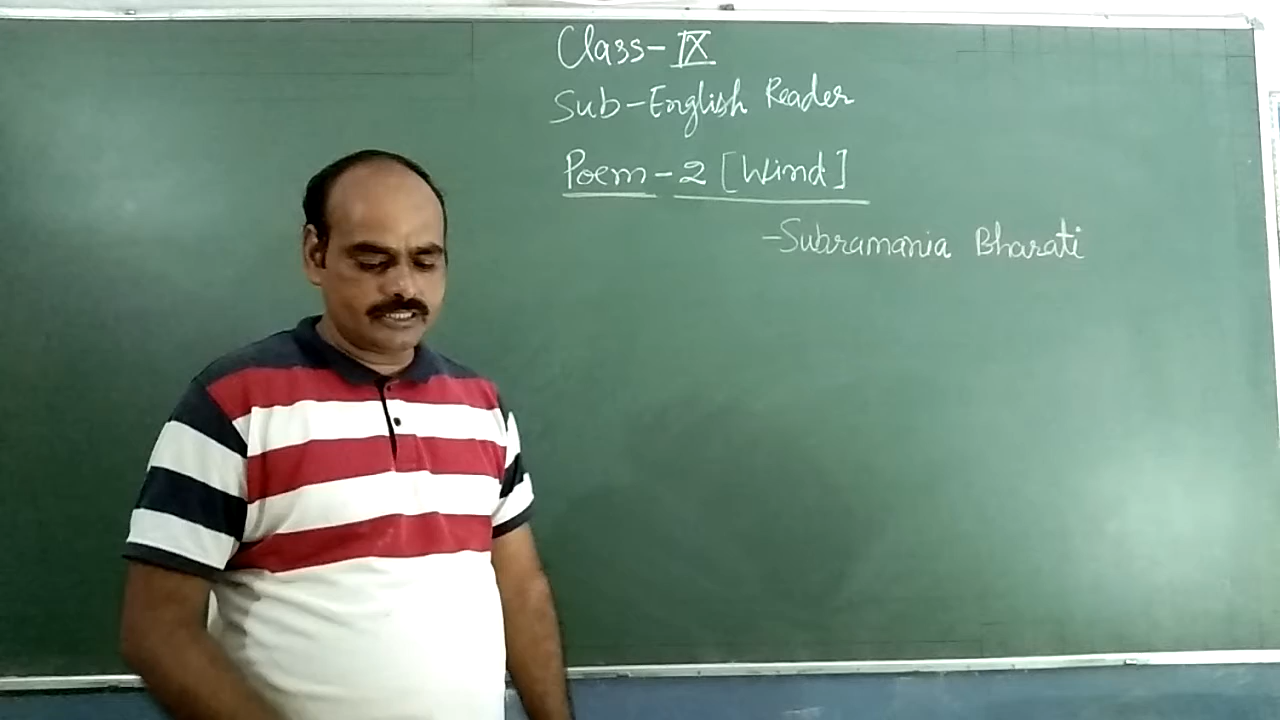 Class-IX
Sub-English Reader
Poem-2 [Wind]
-Subramania Bharati